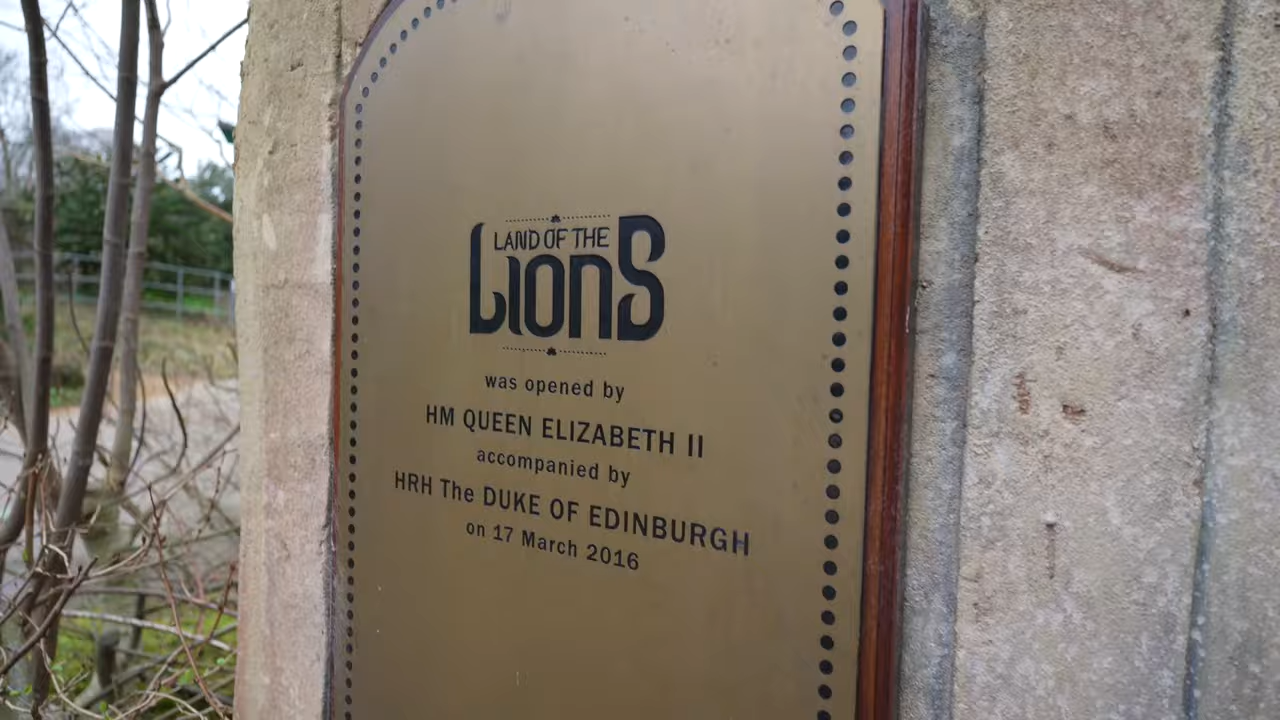 LAND OF THE
LIONS
was opened by
HM QUEEN ELIZABETH II
accompanied by
HRH The DUKE OF EDINBURGH
on 17 March 2016